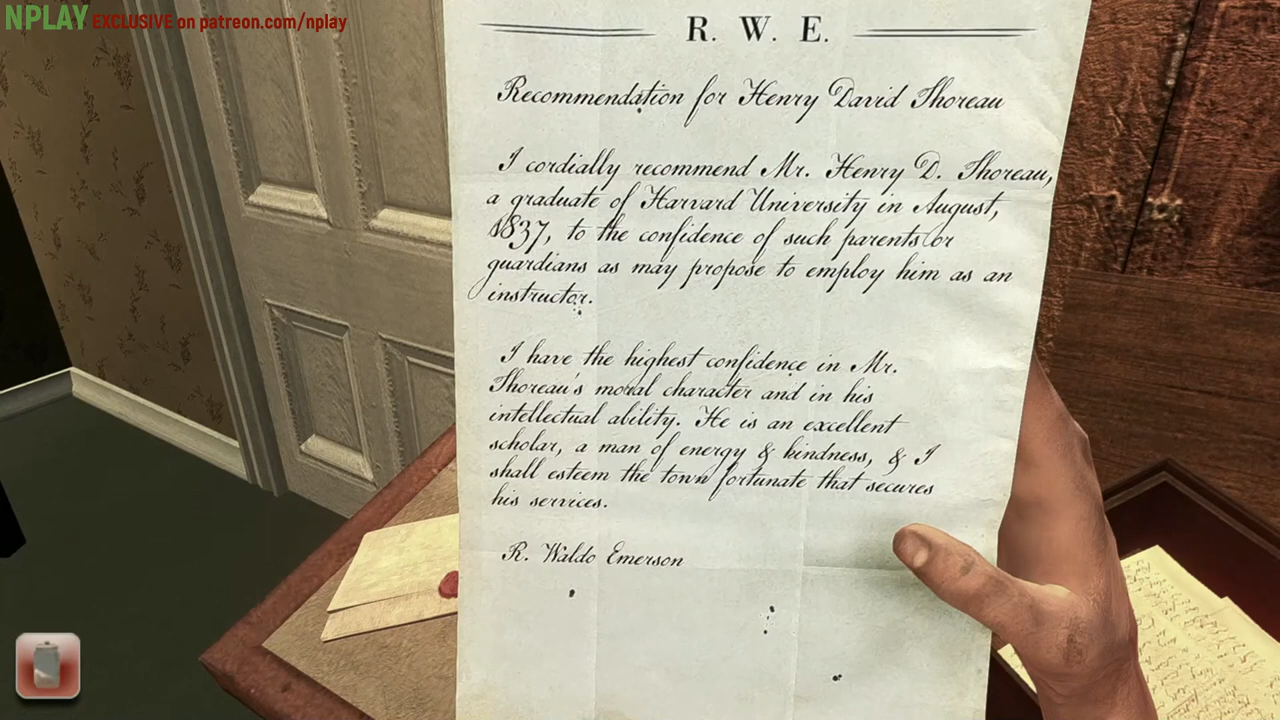 NPLAY EXCLUSIVE on patreon.com/nplay
R. W. E.
Recommendation for Henry David Thoreau
I cordially recommend Mr. Henry D. Thoreau,
a graduate of Harvard University in August,
1837, to the confidence of such parents or
guardians as may propose to employ him as an
instructor.
I have the highest confidence in Mr.
Thoreau's moral character and in his
intellectual ability. He is an excellent
scholar, a man of energy & kindness, & I
shall esteem the town fortunate that secures
his services.
R. Waldo Emerson